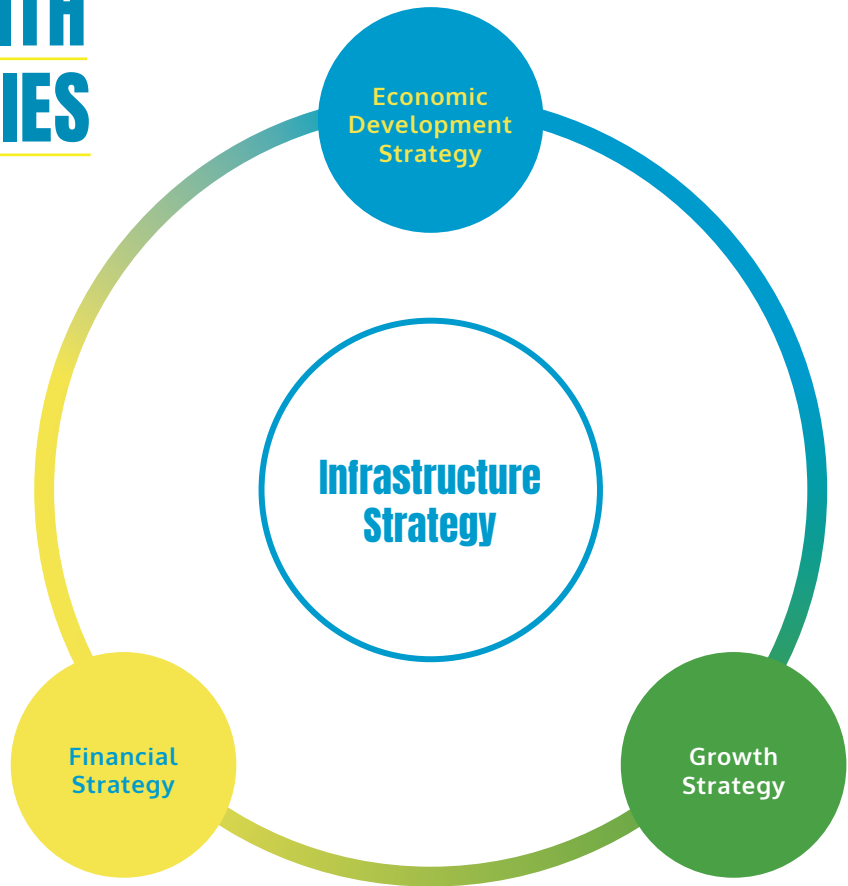 Economic
Development
Strategy
Infrastructure
Strategy
Financial
Strategy
Growth
Strategy